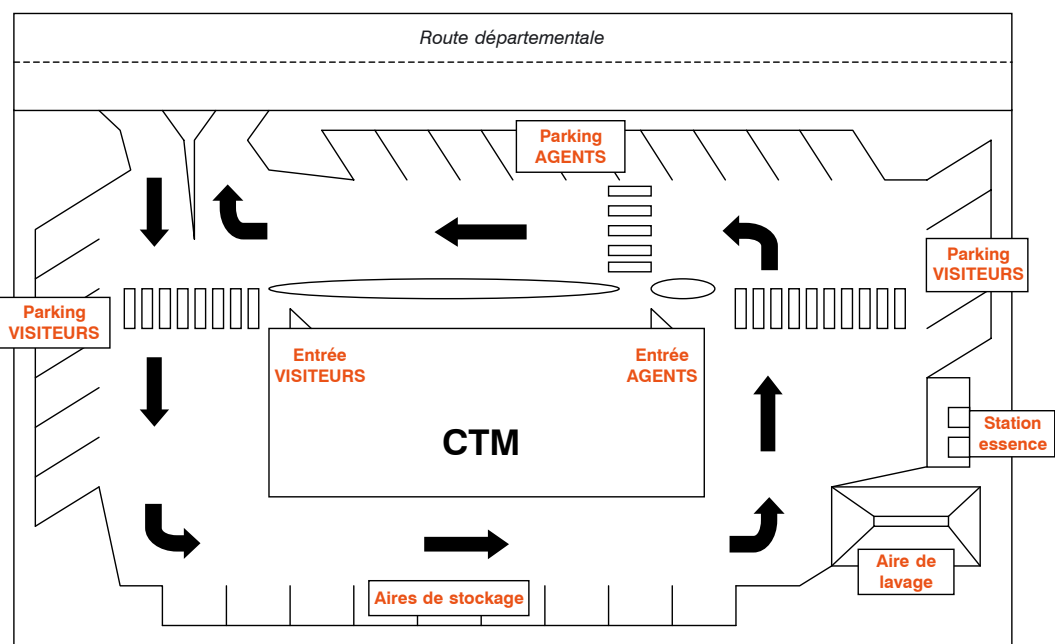 Route départementale
Parking
AGENTS
Parking
VISITEURS
Parking
VISITEURS
Entrée
VISITEURS
Entrée
AGENTS
CTM
Station
essence
Aire de
lavage
Aires de stockage